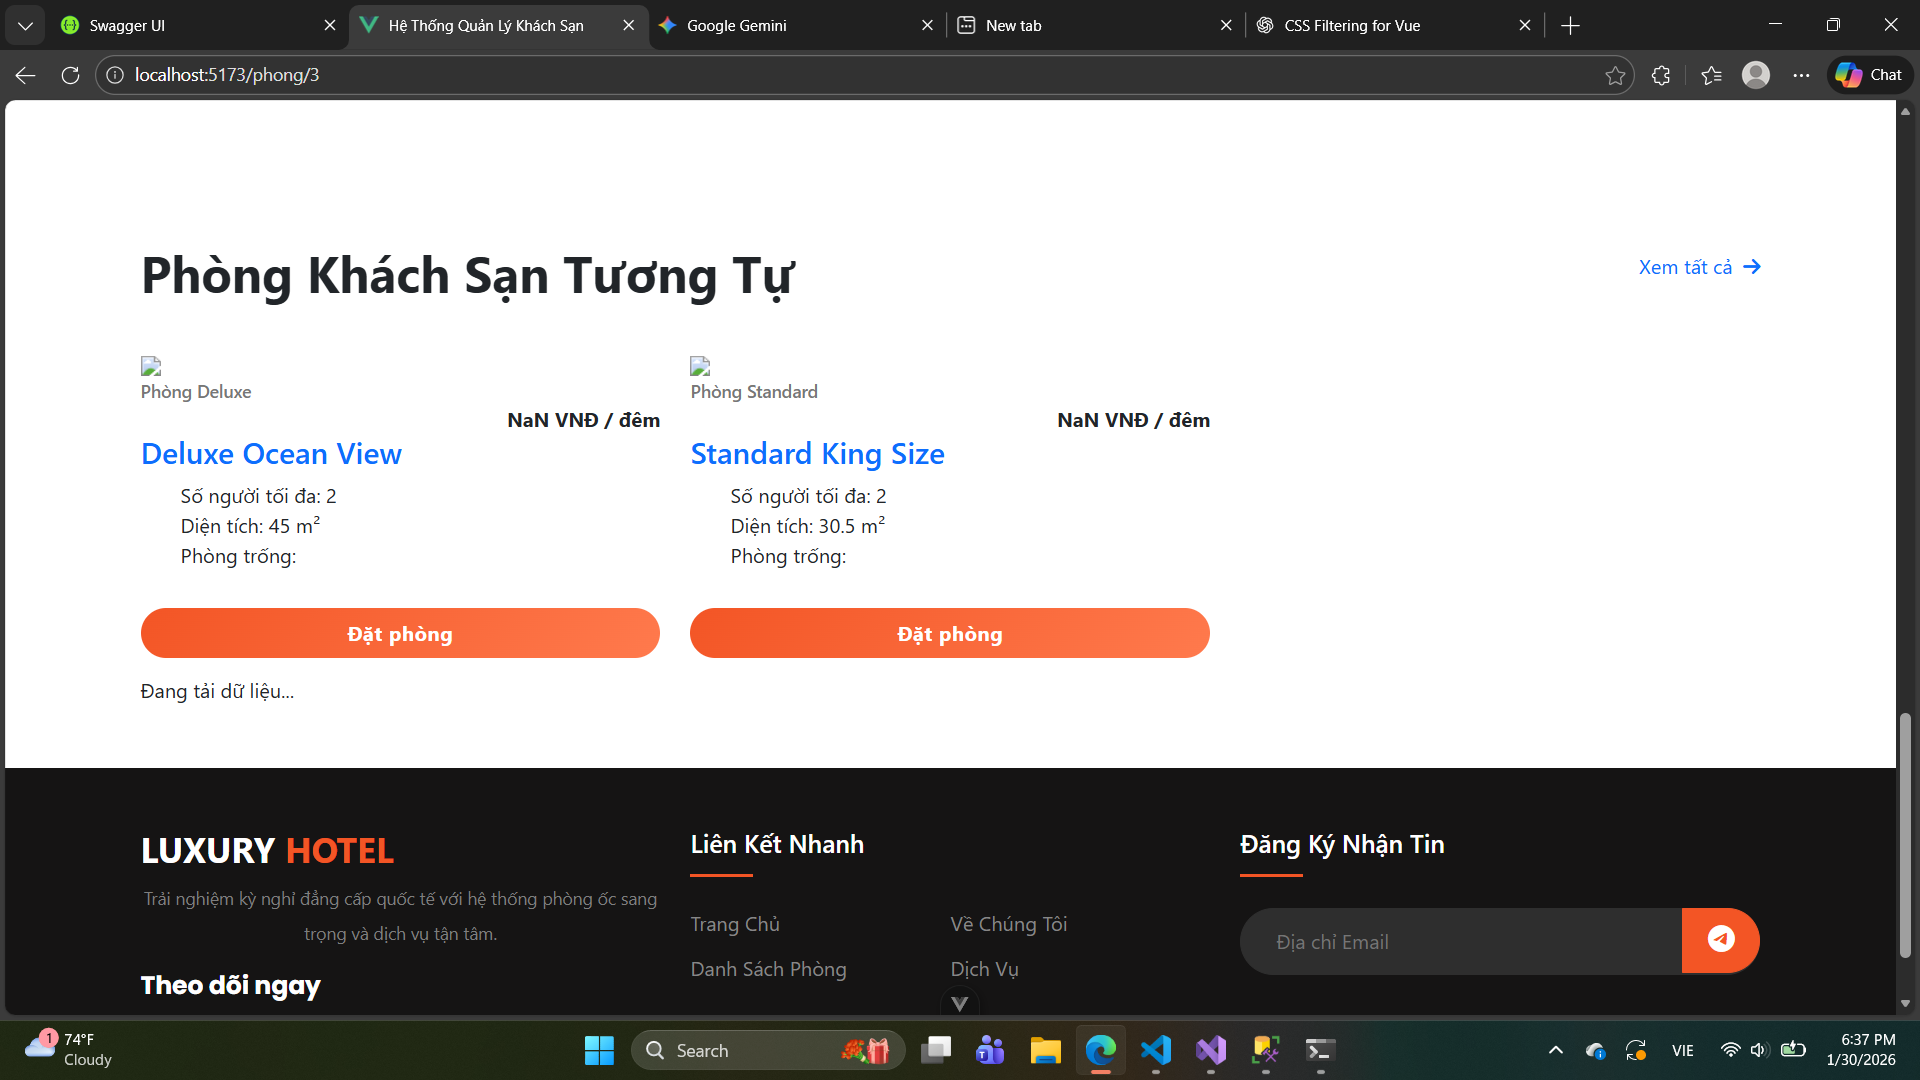 Swagger UI
Hệ Thống Quản Lý Khách Sạn
Google Gemini
New tab
CSS Filtering for Vue
localhost:5173/phong/3
Chat
Phòng Khách Sạn Tương Tự
Xem tất cả
Phòng Deluxe
NaN VNĐ / đêm
Deluxe Ocean View
Số người tối đa: 2
Diện tích: 45 m²
Phòng trống:
Đặt phòng
Phòng Standard
NaN VNĐ / đêm
Standard King Size
Số người tối đa: 2
Diện tích: 30.5 m²
Phòng trống:
Đặt phòng
Đang tải dữ liệu...
LUXURY HOTEL
Trải nghiệm kỳ nghỉ đẳng cấp quốc tế với hệ thống phòng ốc sang
trọng và dịch vụ tận tâm.
Theo dõi ngay
Liên Kết Nhanh
Trang Chủ
Về Chúng Tôi
Danh Sách Phòng
Dịch Vụ
Đăng Ký Nhận Tin
Địa chỉ Email
1
74°F
Cloudy
Search
VIE
6:37 PM
1/30/2026